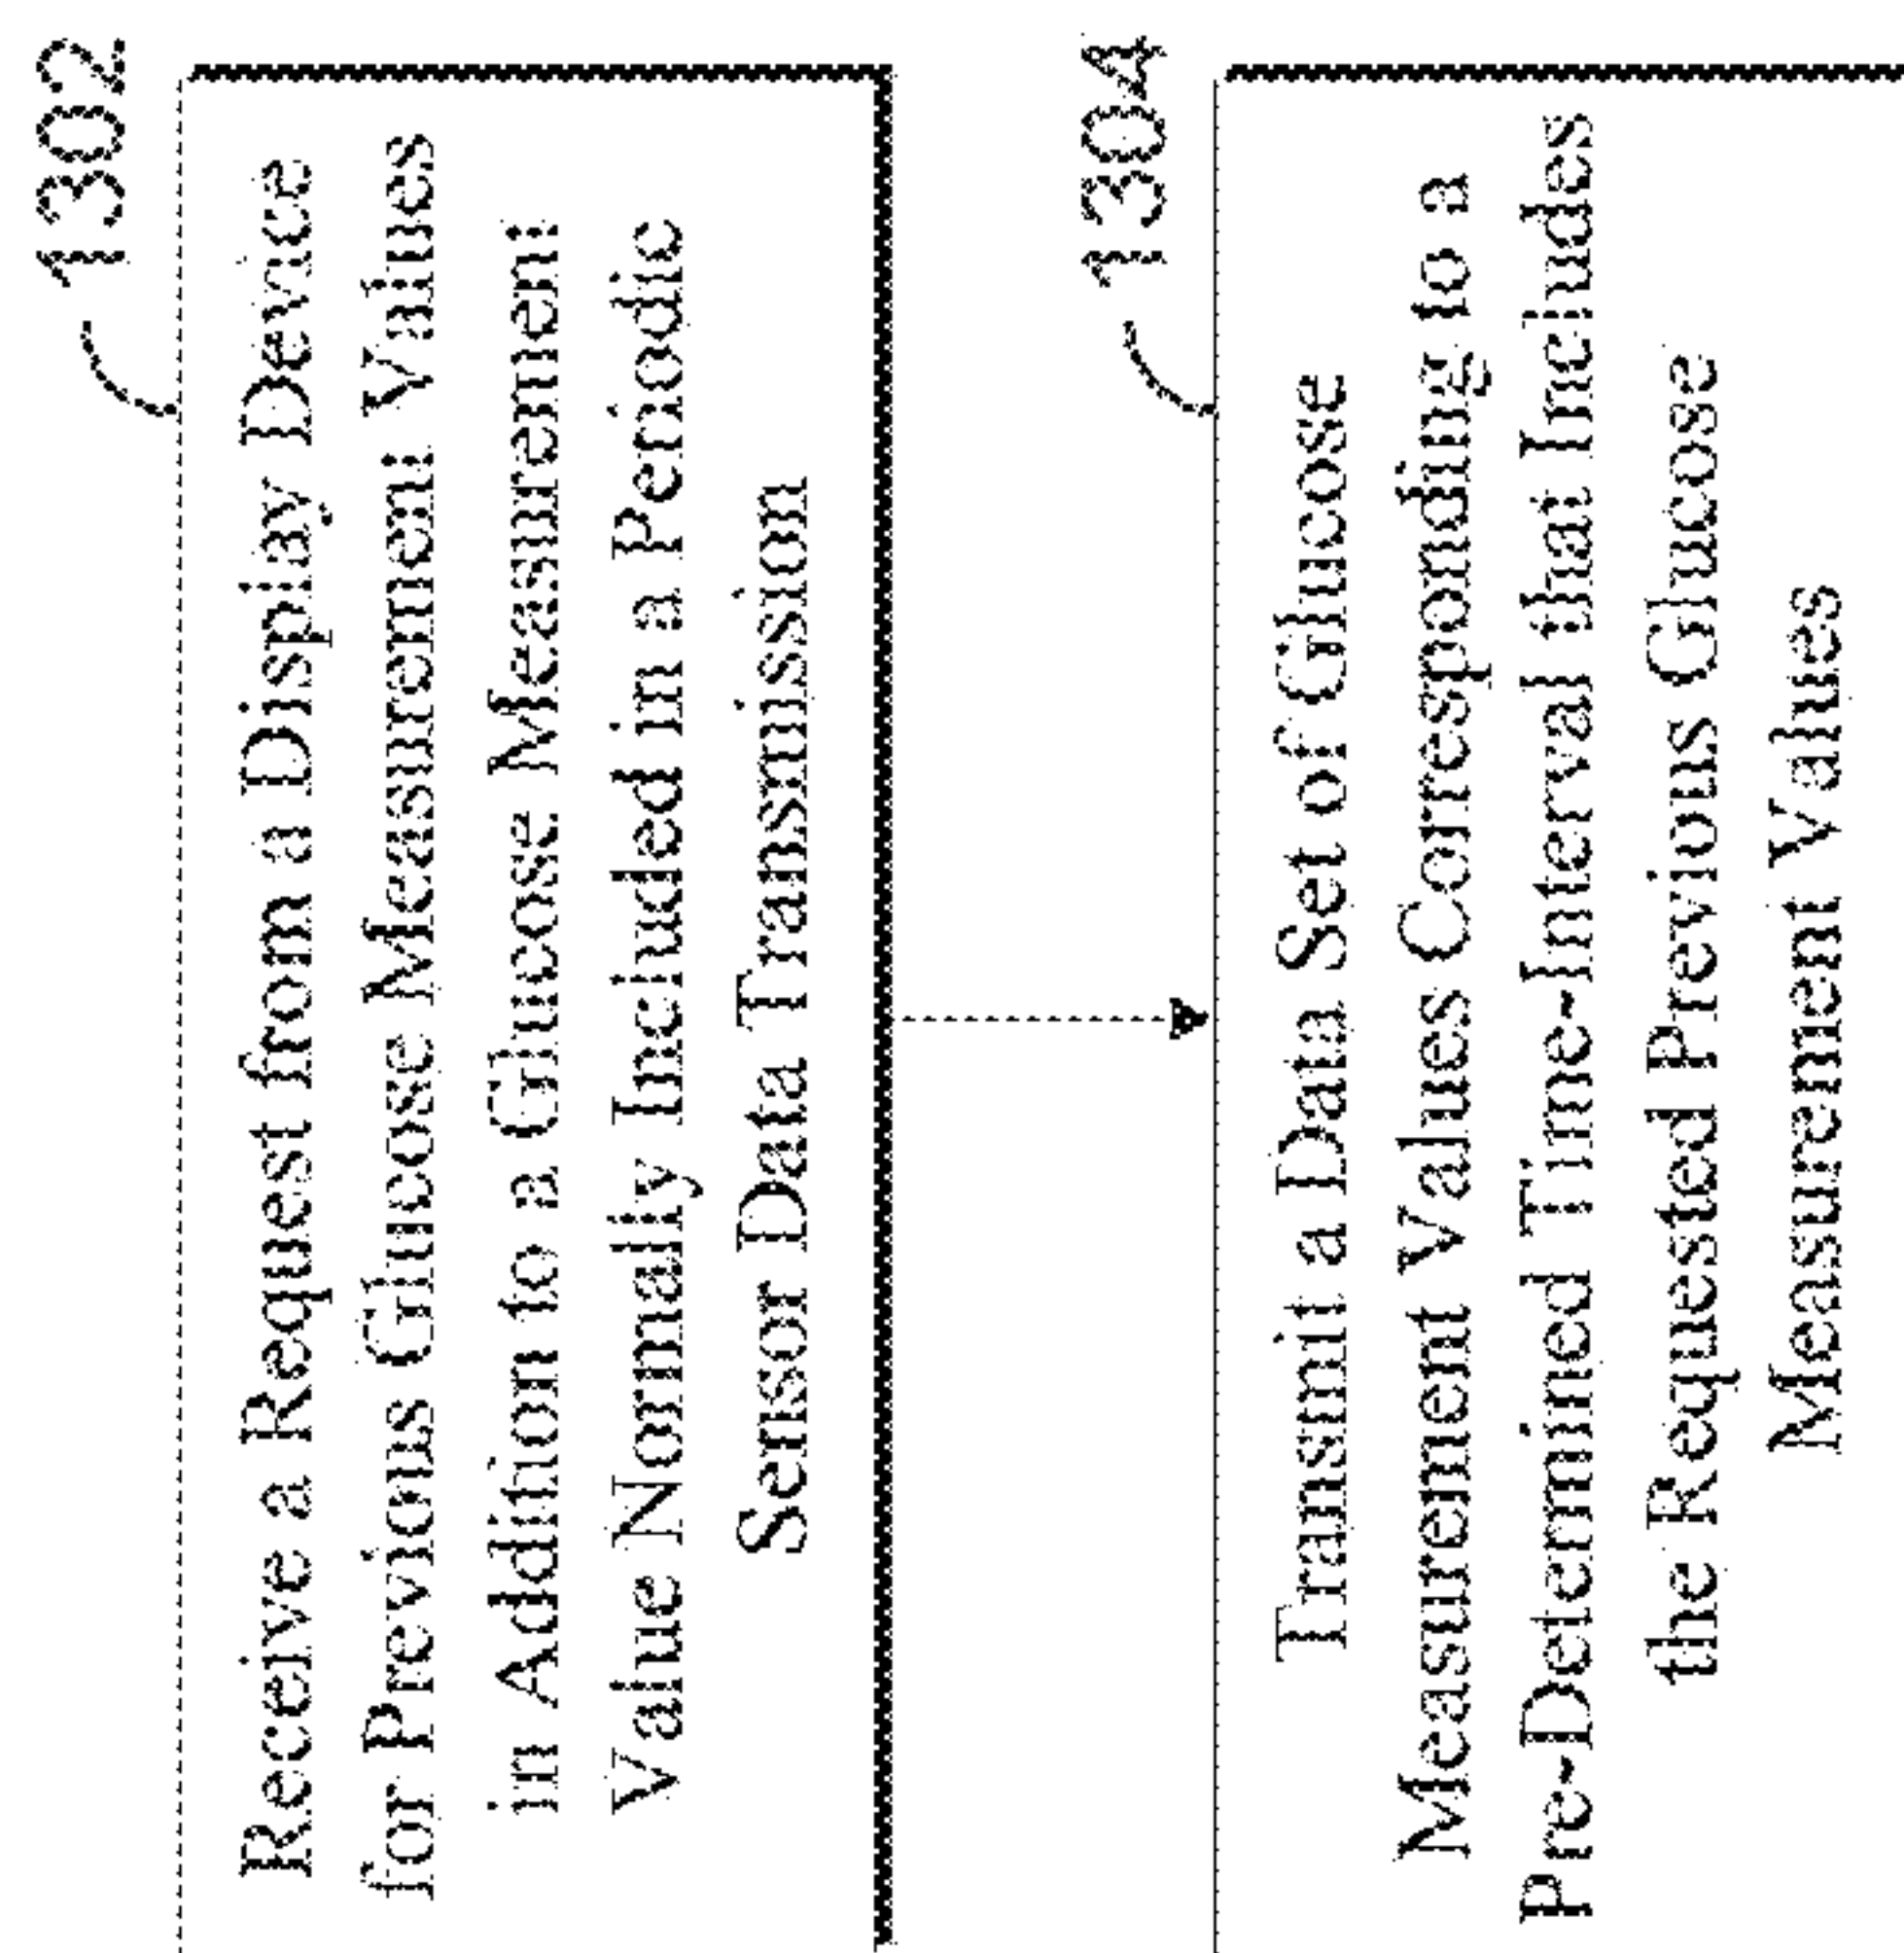 1302
Receive a Request from a Display Device
for Previous Glucose Measurement Values
in Addition to a Glucose Measurement
Value Normally Included in a Periodic
Sensor Data Transmission
1304
Transmit a Data Set of Glucose
Measurement Values Corresponding to a
Pre-Determined Time-Interval that Includes
the Requested Previous Glucose
Measurement Values